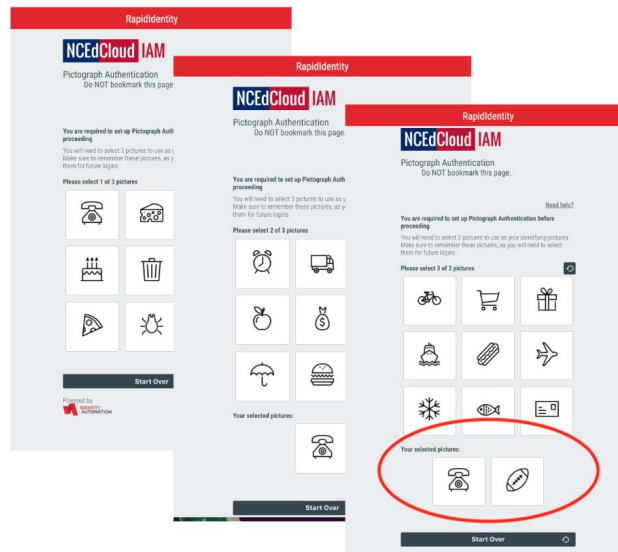 RapidIdentity
NCEdCloud IAM
Pictograph Authentication
Do NOT bookmark this page
You are required to set up Pictograph Auth
proceeding
You will need to select 3 pictures to use as
Make sure to remember these pictures, as y
them for future logins.
Please select 1 of 3 pictures
Start Over
Powered by
IDENTITY
AUTOMATION
RapidIdentity
NCEdCloud IAM
Pictograph Authentication
Do NOT bookmark this page.
You are required to set up Pictograph Auth
proceeding
You will need to select 3 pictures to use as y
Make sure to remember these pictures, as y
them for future logins.
Please select 2 of 3 pictures
$
Your selected pictures:
Start Over
RapidIdentity
NCEdCloud IAM
Pictograph Authentication
Do NOT bookmark this page.
Need help?
You are required to set up Pictograph Authentication before
proceeding
You will need to select 3 pictures to use as your identifying pictures.
Make sure to remember these pictures, as you will need to select
them for future logins.
Please select 3 of 3 pictures
Your selected pictures:
Start Over